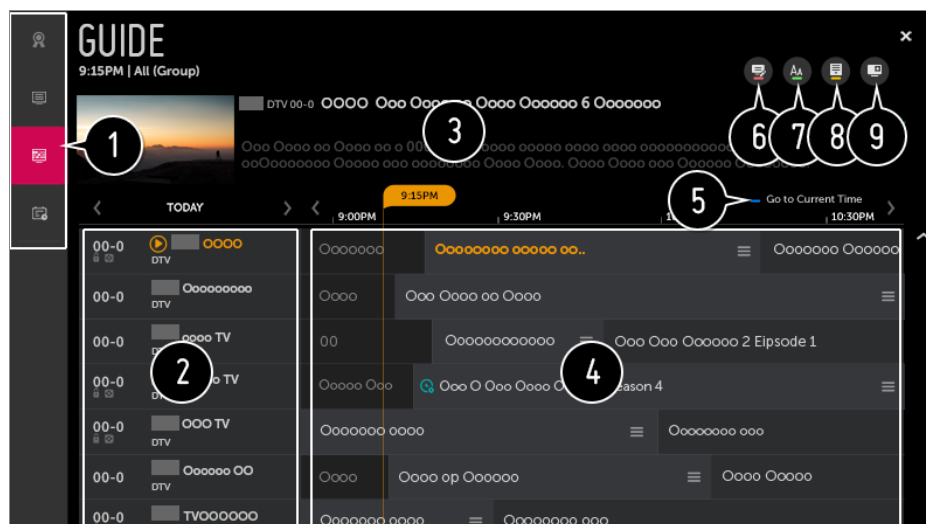 GUIDE
9:15PM | All (Group)
DTV 00-0 OOOO Ooo Oooo Oooooo 6 Ooooooo
1
3
6
7
8
9
5
9:15PM
Go to Current Time
TODAY
9:00PM
9:30PM
10:30PM
00-0 OOOO
DTV
Ooooooo
Oooooooo ooooo oo..
Ooooooo Oooooo
00-0 Ooooooooo
DTV
Oooo
Ooo Oooo oo Oooo
00-0 oooo TV
00
Oooooooooooo
Ooo Ooo Oooooo 2 Eipsode 1
00-0 TV
2
Ooooo Ooo
Ooo O Ooo Oooo
4
00-0 OOO TV
DTV
Ooooooo oooo
Oooooooo ooo
00-0 Oooooo OO
DTV
Oooo
Oooo op Oooooo
Oooo Ooooo
00-0 TVOOOOOO
Ooooooo oooo
Oooooooo ooo